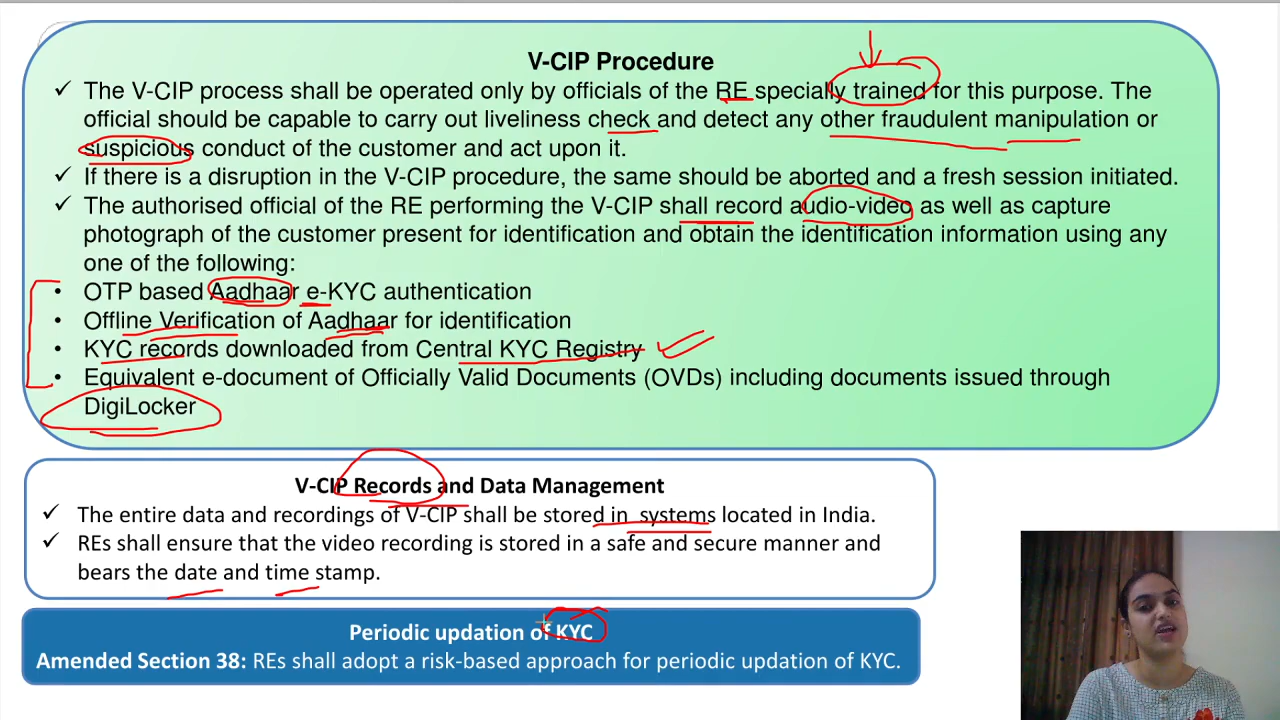 V-CIP Procedure
✓ The V-CIP process shall be operated only by officials of the RE specially trained for this purpose. The
official should be capable to carry out liveliness check and detect any other fraudulent manipulation or
suspicious conduct of the customer and act upon it.
✓ If there is a disruption in the V-CIP procedure, the same should be aborted and a fresh session initiated.
✓ The authorised official of the RE performing the V-CIP shall record audio-video as well as capture
photograph of the customer present for identification and obtain the identification information using any
one of the following:
• OTP based Aadhaar e-KYC authentication
• Offline Verification of Aadhaar for identification
• KYC records downloaded from Central KYC Registry
• Equivalent e-document of Officially Valid Documents (OVDs) including documents issued through
DigiLocker
V-CIP Records and Data Management
✓ The entire data and recordings of V-CIP shall be stored in systems located in India.
✓ REs shall ensure that the video recording is stored in a safe and secure manner and
bears the date and time stamp.
Periodic updation of KYC
Amended Section 38: REs shall adopt a risk-based approach for periodic updation of KYC.